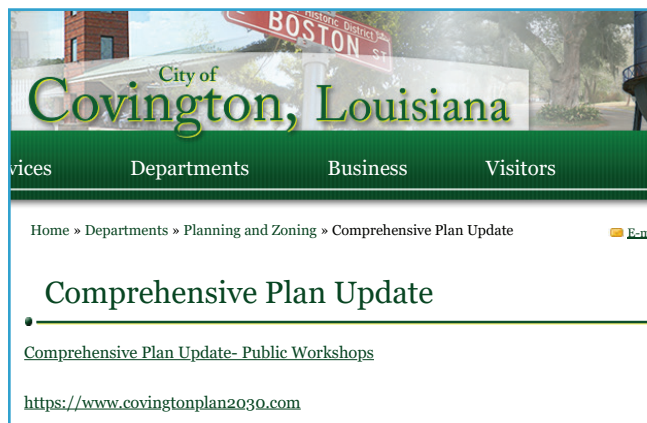 Historic District
BOSTON ST
City of
Covington, Louisiana
vices Departments Business Visitors
Home » Departments » Planning and Zoning » Comprehensive Plan Update E-m
Comprehensive Plan Update
Comprehensive Plan Update- Public Workshops
https://www.covingtonplan2030.com